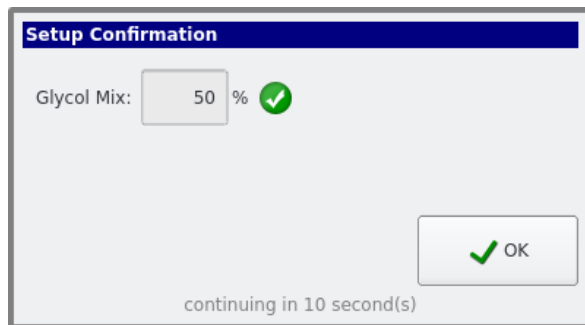 Setup Confirmation
Glycol Mix: 50 %
OK
continuing in 10 second(s)